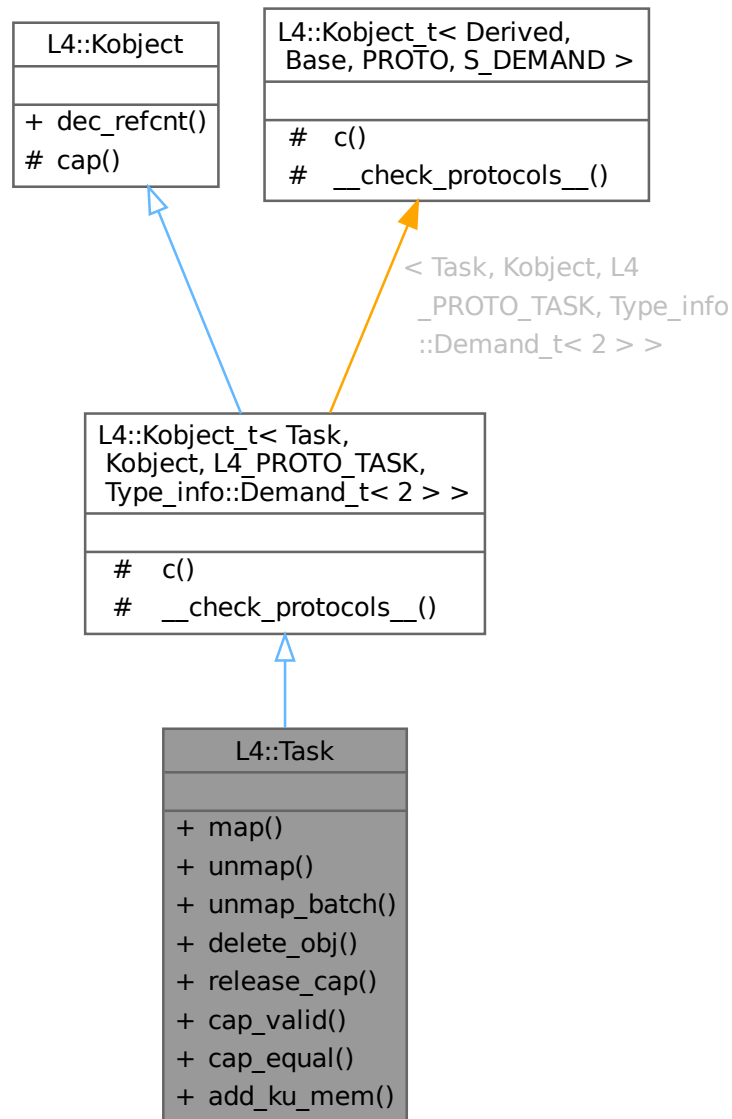 L4::Kobject
+ dec_refcnt()
# cap()
L4::Kobject_t< Derived,
Base, PROTO, S_DEMAND >
# c()
# __check_protocols__()
< Task, Kobject, L4
_PROTO_TASK, Type_info
::Demand_t< 2 > >
L4::Kobject_t< Task,
Kobject, L4_PROTO_TASK,
Type_info::Demand_t< 2 > >
# c()
# __check_protocols__()
L4::Task
+ map()
+ unmap()
+ unmap_batch()
+ delete_obj()
+ release_cap()
+ cap_valid()
+ cap_equal()
+ add_ku_mem()